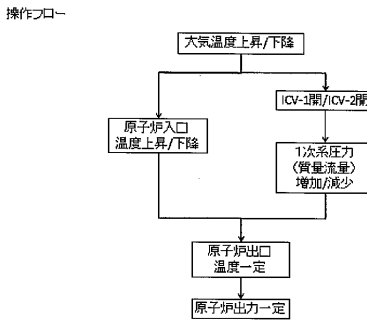 操作フロー
大気温度上昇/下降
ICV-1開/ICV-2開
原子炉入口
温度上昇/下降
1次系圧力
(質量流量)
増加/減少
原子炉出口
温度一定
原子炉出力一定